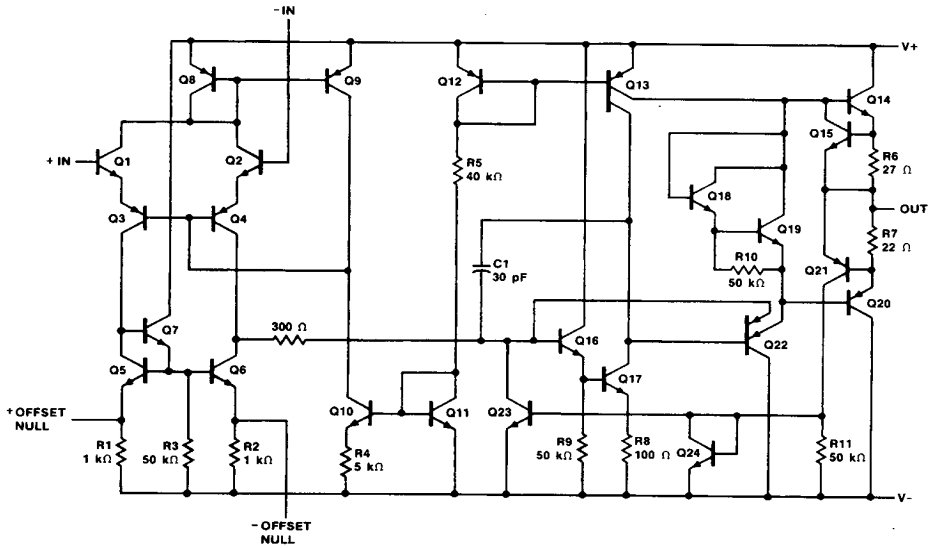 −IN
V+
Q8
Q9
Q12
Q13
Q14
Q15
+ IN
Q1
Q2
R5
40 kΩ
R6
27 Ω
Q18
Q3
Q4
OUT
Q19
R7
22 Ω
C1
30 pF
R10
50 kΩ
Q21
Q20
Q7
300 Ω
Q16
Q22
Q5
Q6
Q17
+OFFSET
NULL
Q10
Q11
Q23
R1
1 kΩ
R3
50 kΩ
R2
1 kΩ
R4
5 kΩ
R9
50 kΩ
R8
100 Ω
Q24
R11
50 kΩ
V−
− OFFSET
NULL